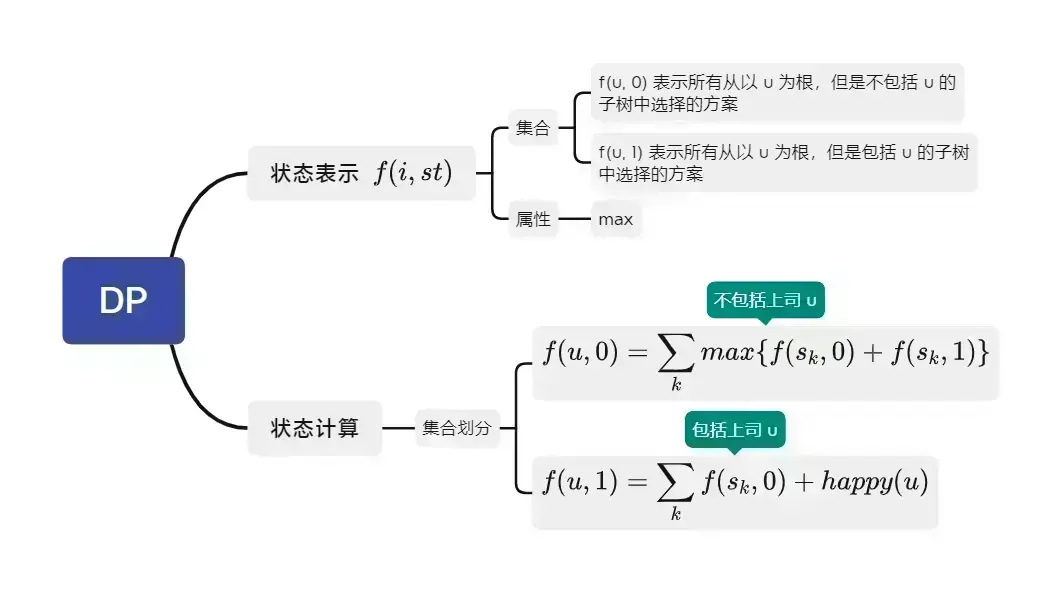 DP
状态表示 f(i, st)
集合
f(u, 0) 表示所有从以 u 为根，但是不包括 u 的
子树中选择的方案
f(u, 1) 表示所有从以 u 为根，但是包括 u 的子树
中选择的方案
属性
max
状态计算
集合划分
不包括上司 u
f(u, 0) = ∑_k max{f(s_k, 0) + f(s_k, 1)}
包括上司 u
f(u, 1) = ∑_k f(s_k, 0) + happy(u)